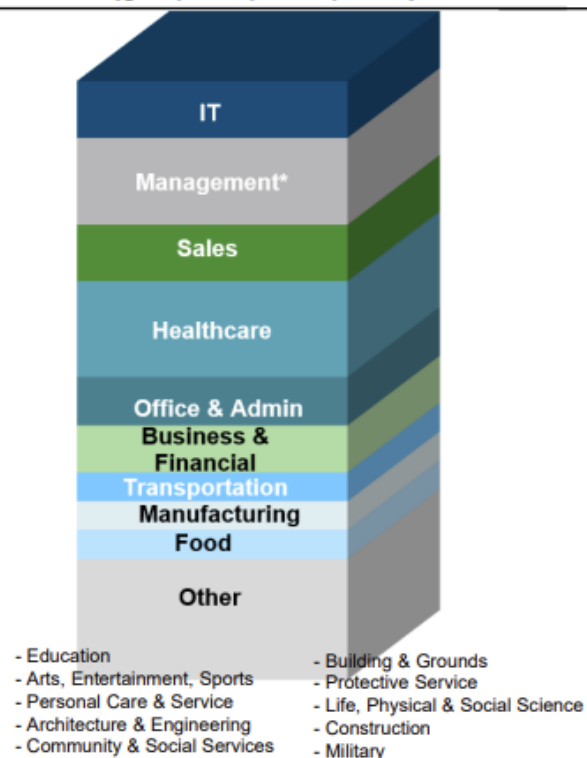 IT
Management*
Sales
Healthcare
Office & Admin
Business &
Financial
Transportation
Manufacturing
Food
Other
- Education
- Arts, Entertainment, Sports
- Personal Care & Service
- Architecture & Engineering
- Community & Social Services
- Building & Grounds
- Protective Service
- Life, Physical & Social Science
- Construction
- Military